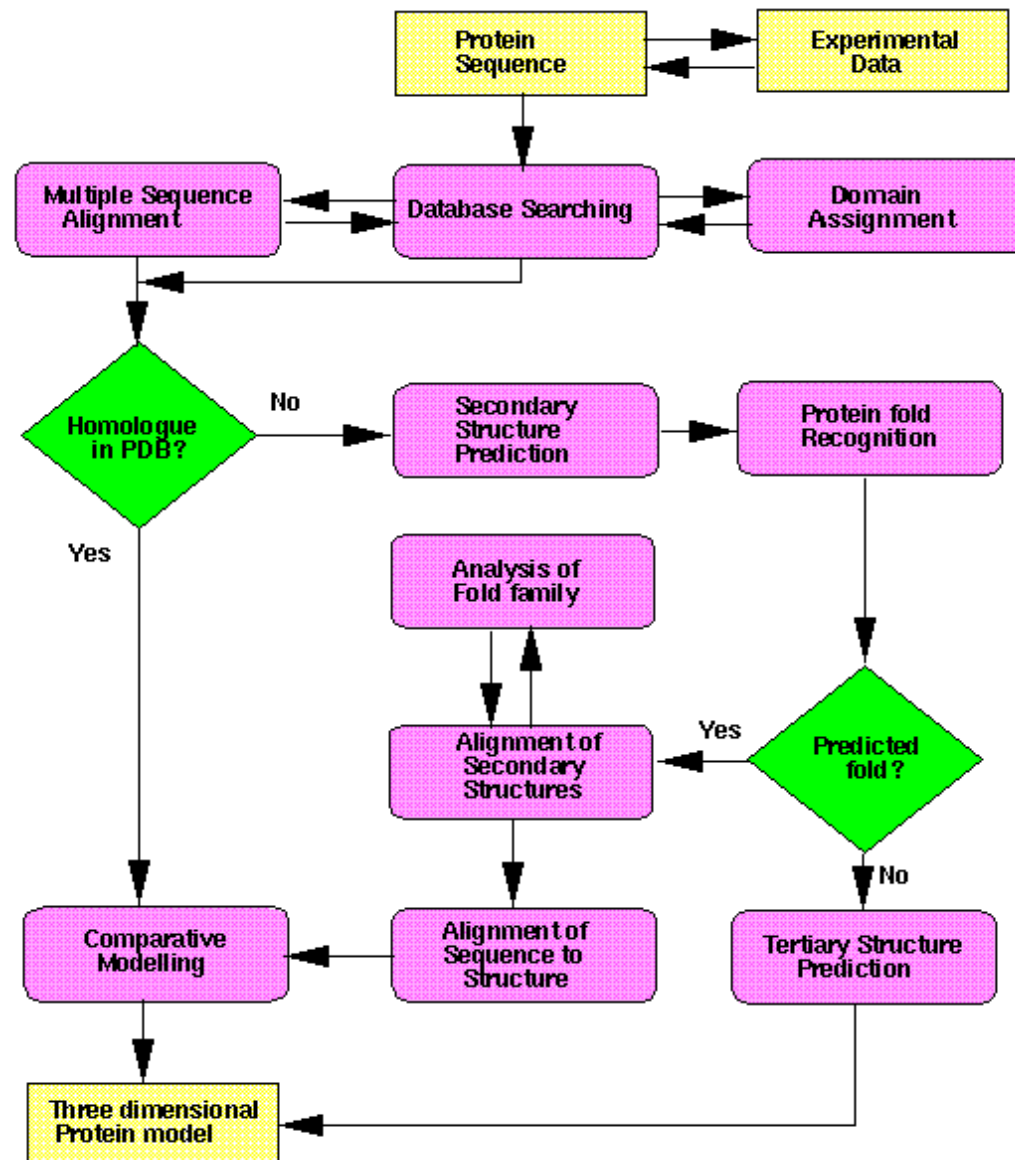 Protein
Sequence
Experimental
Data
Multiple Sequence
Alignment
Database Searching
Domain
Assignment
Homologue
in PDB?
No
Secondary
Structure
Prediction
Protein fold
Recognition
Yes
Analysis of
Fold family
Alignment of
Secondary
Structures
Yes
Predicted
fold?
No
Comparative
Modelling
Alignment of
Sequence to
Structure
Tertiary Structure
Prediction
Three dimensional
Protein model